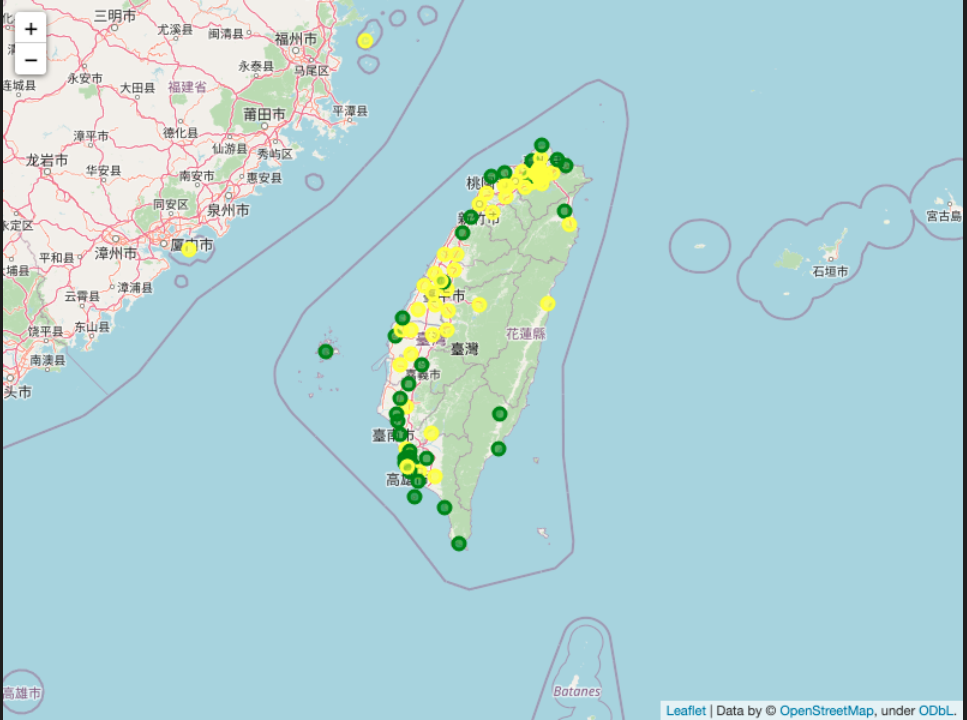 +
−
三明市
尤溪县
闽清县
福州市
马尾区
永泰县
连城县
永安市
大田县
福建省
平潭县
莆田市
漳平市
德化县
仙游县
秀屿区
龙岩市
华安县
南安市
惠安县
同安区
泉州市
桃
永定区
新竹市
宮古島
厦门市
漳州市
平和县
石垣市
漳浦县
云霄县
臺中市
饶平县
东山县
花蓮縣
臺灣
臺灣
南澳县
嘉義市
头市
臺南市
高雄
高雄市
Batanes
Leaflet | Data by © OpenStreetMap, under ODbL.